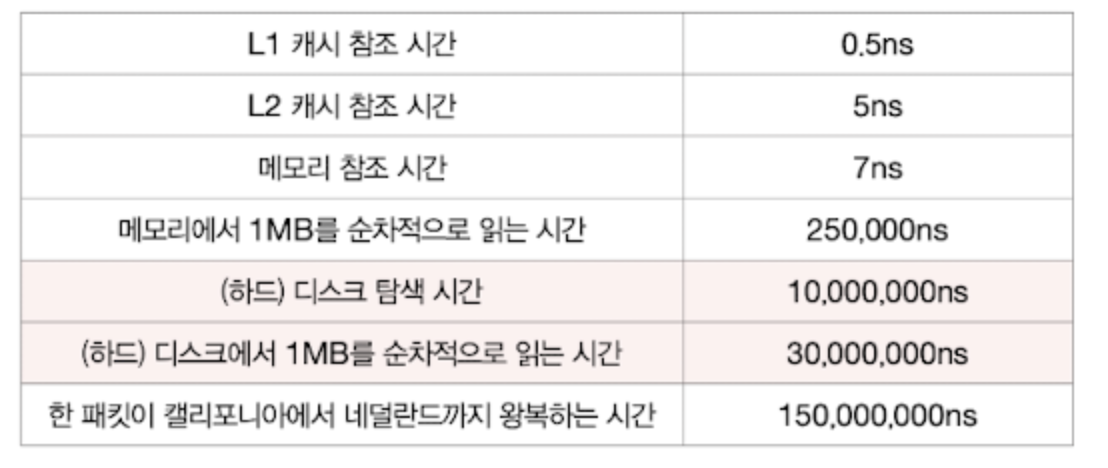 L1 캐시 참조 시간 0.5ns
L2 캐시 참조 시간 5ns
메모리 참조 시간 7ns
메모리에서 1MB를 순차적으로 읽는 시간 250,000ns
(하드) 디스크 탐색 시간 10,000,000ns
(하드) 디스크에서 1MB를 순차적으로 읽는 시간 30,000,000ns
한 패킷이 캘리포니아에서 네덜란드까지 왕복하는 시간 150,000,000ns